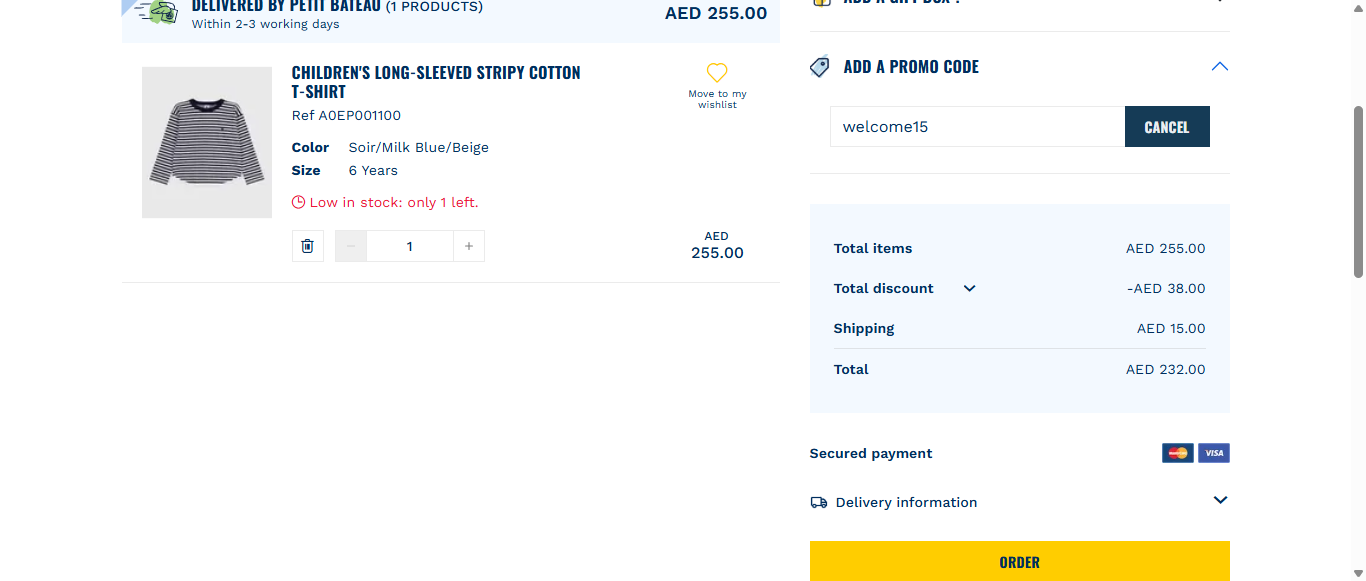 DELIVERED BY PETIT BATEAU (1 PRODUCTS)
Within 2-3 working days
AED 255.00
CHILDREN'S LONG-SLEEVED STRIPY COTTON
T-SHIRT
Ref A0EP001100
Color Soir/Milk Blue/Beige
Size 6 Years
Low in stock: only 1 left.
1
Move to my
wishlist
AED
255.00
ADD A GIFT BOX ?
ADD A PROMO CODE
welcome15
CANCEL
Total items AED 255.00
Total discount -AED 38.00
Shipping AED 15.00
Total AED 232.00
Secured payment
VISA
Delivery information
ORDER